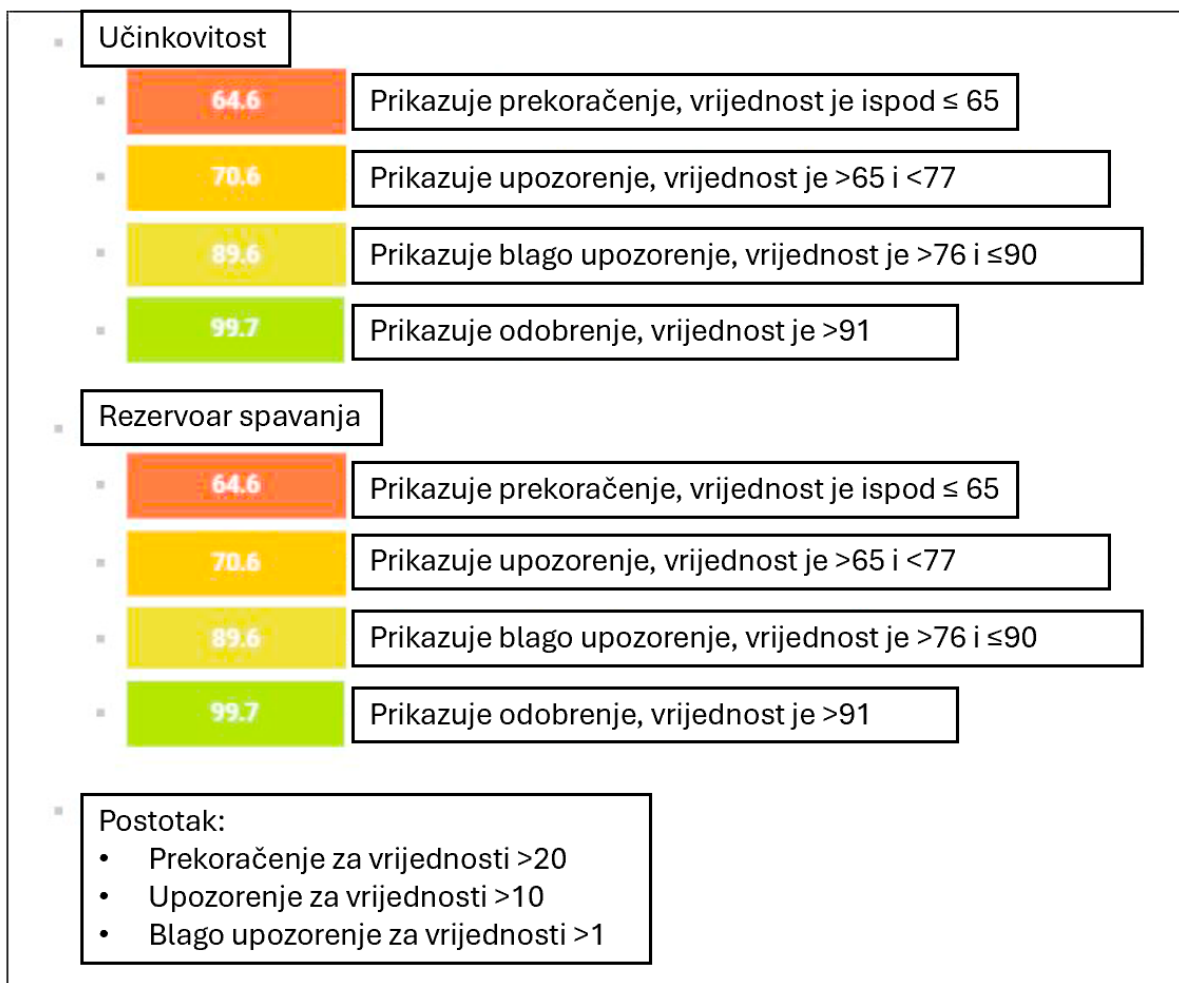 Učinkovitost
64.6 Prikazuje prekoračenje, vrijednost je ispod ≤ 65
70.6 Prikazuje upozorenje, vrijednost je >65 i <77
89.6 Prikazuje blago upozorenje, vrijednost je >76 i ≤90
99.7 Prikazuje odobrenje, vrijednost je >91
Rezervoar spavanja
64.6 Prikazuje prekoračenje, vrijednost je ispod ≤ 65
70.6 Prikazuje upozorenje, vrijednost je >65 i <77
89.6 Prikazuje blago upozorenje, vrijednost je >76 i ≤90
99.7 Prikazuje odobrenje, vrijednost je >91
Postotak:
• Prekoračenje za vrijednosti >20
• Upozorenje za vrijednosti >10
• Blago upozorenje za vrijednosti >1